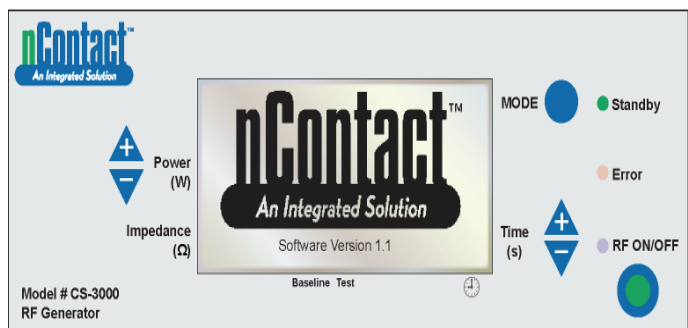 nContact™
An Integrated Solution
nContact™
An Integrated Solution
Software Version 1.1
MODE
Standby
Power
(W)
Error
Impedance
(Ω)
Time
(s)
RF ON/OFF
Baseline Test
Model # CS-3000
RF Generator